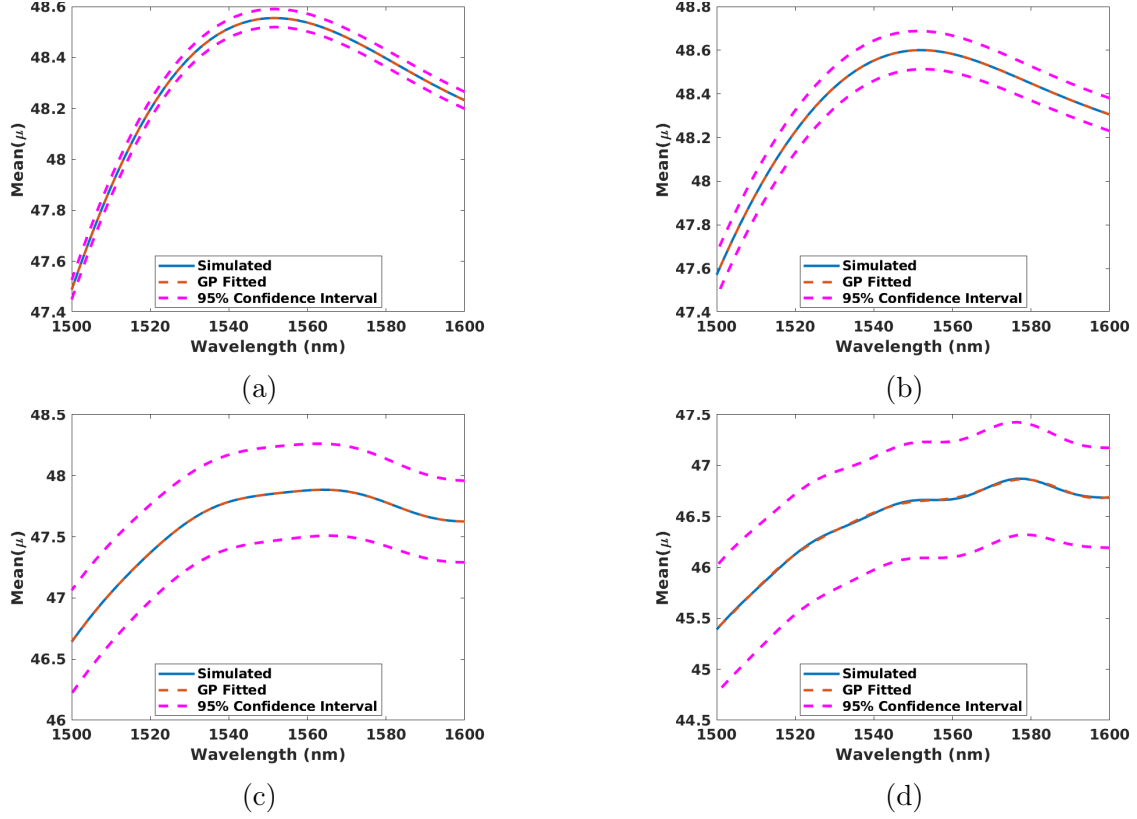 48.6
48.4
48.2
48
47.8
47.6
47.4
Mean(μ)
1500 1520 1540 1560 1580 1600
Wavelength (nm)
Simulated
GP Fitted
95% Confidence Interval
(a)
48.8
48.6
48.4
48.2
48
47.8
47.6
47.4
Mean(μ)
1500 1520 1540 1560 1580 1600
Wavelength (nm)
Simulated
GP Fitted
95% Confidence Interval
(b)
48.5
48
47.5
47
46.5
46
Mean(μ)
1500 1520 1540 1560 1580 1600
Wavelength (nm)
Simulated
GP Fitted
95% Confidence Interval
(c)
47.5
47
46.5
46
45.5
45
44.5
Mean(μ)
1500 1520 1540 1560 1580 1600
Wavelength (nm)
Simulated
GP Fitted
95% Confidence Interval
(d)